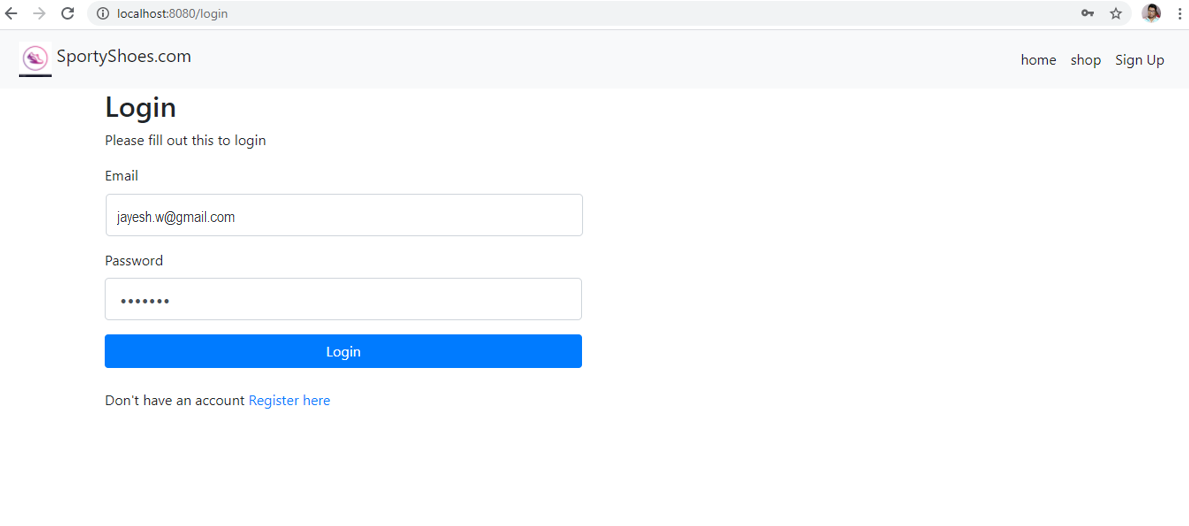 localhost:8080/login
SportyShoes.com
home shop Sign Up
Login
Please fill out this to login
Email
jayesh.w@gmail.com
Password
•••••••
Login
Don't have an account Register here